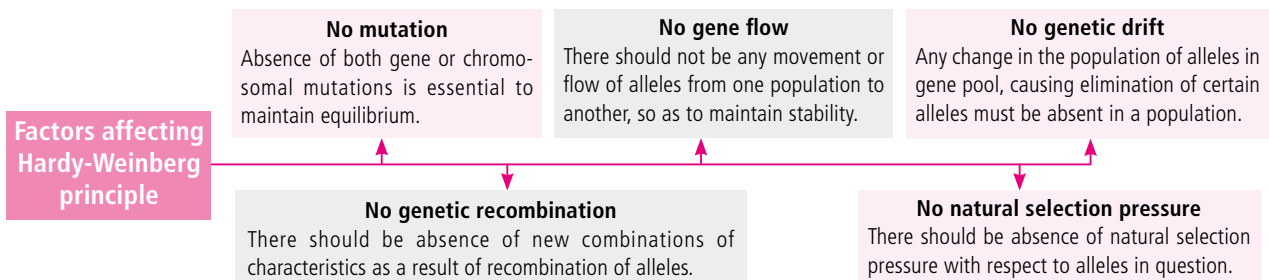 Factors affecting
Hardy-Weinberg
principle
No mutation
Absence of both gene or chromo-
somal mutations is essential to
maintain equilibrium.
No gene flow
There should not be any movement or
flow of alleles from one population to
another, so as to maintain stability.
No genetic drift
Any change in the population of alleles in
gene pool, causing elimination of certain
alleles must be absent in a population.
No genetic recombination
There should be absence of new combinations of
characteristics as a result of recombination of alleles.
No natural selection pressure
There should be absence of natural selection
pressure with respect to alleles in question.